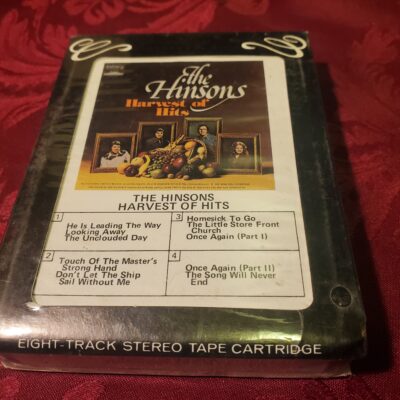 the
Hinsons
Harvest of
Hits
THE HINSONS
HARVEST OF HITS
1
He Is Leading The Way
Looking Away
The Unclouded Day
2
Touch Of The Master's
Strong Hand
Don't Let The Ship
Sail Without Me
3
Homesick To Go
The Little Store Front
Church
Once Again (Part I)
4
Once Again (Part II)
The Song Will Never
End
EIGHT-TRACK STEREO TAPE CARTRIDGE